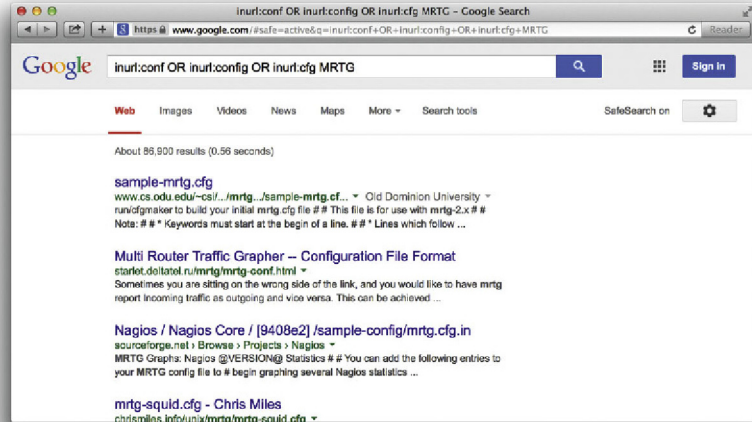 inurl:conf OR inurl:config OR inurl:cfg MRTG – Google Search
https www.google.com/#safe=active&q=inurl:conf+OR+inurl:config+OR+inurl:cfg+MRTG Reader
Google inurl:conf OR inurl:config OR inurl:cfg MRTG Sign in
Web Images Videos News Maps More Search tools SafeSearch on
About 86,900 results (0.56 seconds)
sample-mrtg.cfg
www.cs.odu.edu/~csi/.../mrtg.../sample-mrtg.cf... Old Dominion University
run/cfgmaker to build your initial mrtg.cfg file # # This file is for use with mrtg-2.x # #
Note: # # * Keywords must start at the begin of a line. # # * Lines which follow ...
Multi Router Traffic Grapher -- Configuration File Format
starlet.deltatel.ru/mrtg/mrtg-conf.html
Sometimes you are sitting on the wrong side of the link, and you would like to have mrtg
report Incoming traffic as outgoing and vice versa. This can be achieved ...
Nagios / Nagios Core / [9408e2] /sample-config/mrtg.cfg.in
sourceforge.net › Browse › Projects › Nagios
MRTG Graphs: Nagios @VERSION@ Statistics # # You can add the following entries to
your MRTG config file to # begin graphing several Nagios statistics ...
mrtg-squid.cfg - Chris Miles
chrismiles.info/unix/mrtg/mrtg-squid.cfg